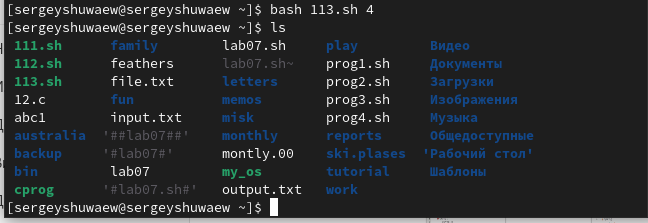 [sergeyshuwaew@sergeyshuwaew ~]$ bash 113.sh 4
[sergeyshuwaew@sergeyshuwaew ~]$ ls
111.sh family lab07.sh play Видео
112.sh feathers lab07.sh~ prog1.sh Документы
113.sh file.txt letters prog2.sh Загрузки
12.c fun memos prog3.sh Изображения
abc1 input.txt misk prog4.sh Музыка
australia '##lab07##' monthly reports Общедоступные
backup '#lab07#' montly.00 ski.plases 'Рабочий стол'
bin lab07 my_os tutorial Шаблоны
cprog '#lab07.sh#' output.txt work
[sergeyshuwaew@sergeyshuwaew ~]$